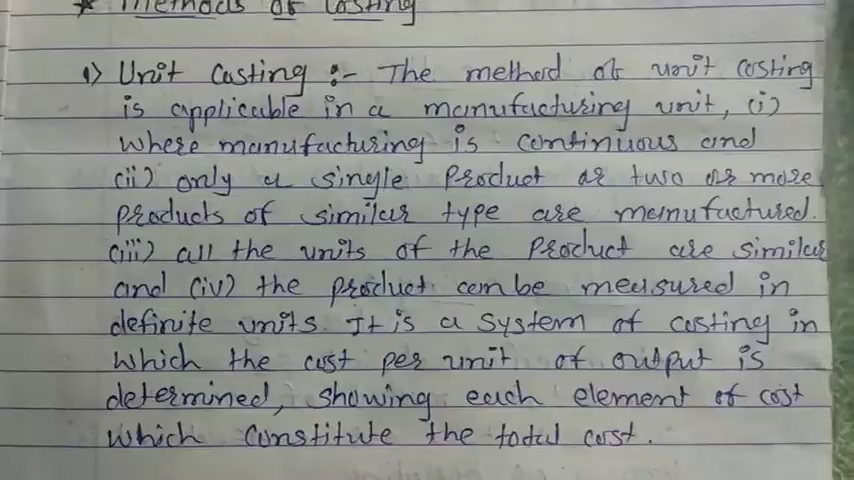 * Methods of Costing
1) Unit Costing :- The method of unit costing
is applicable in a manufacturing unit, (i)
where manufacturing is continuous and
(ii) only a single product or two or more
products of similar type are manufactured.
(iii) all the units of the product are similar
and (iv) the product can be measured in
definite units. It is a system of costing in
which the cost per unit of output is
determined, showing each element of cost
which constitute the total cost.